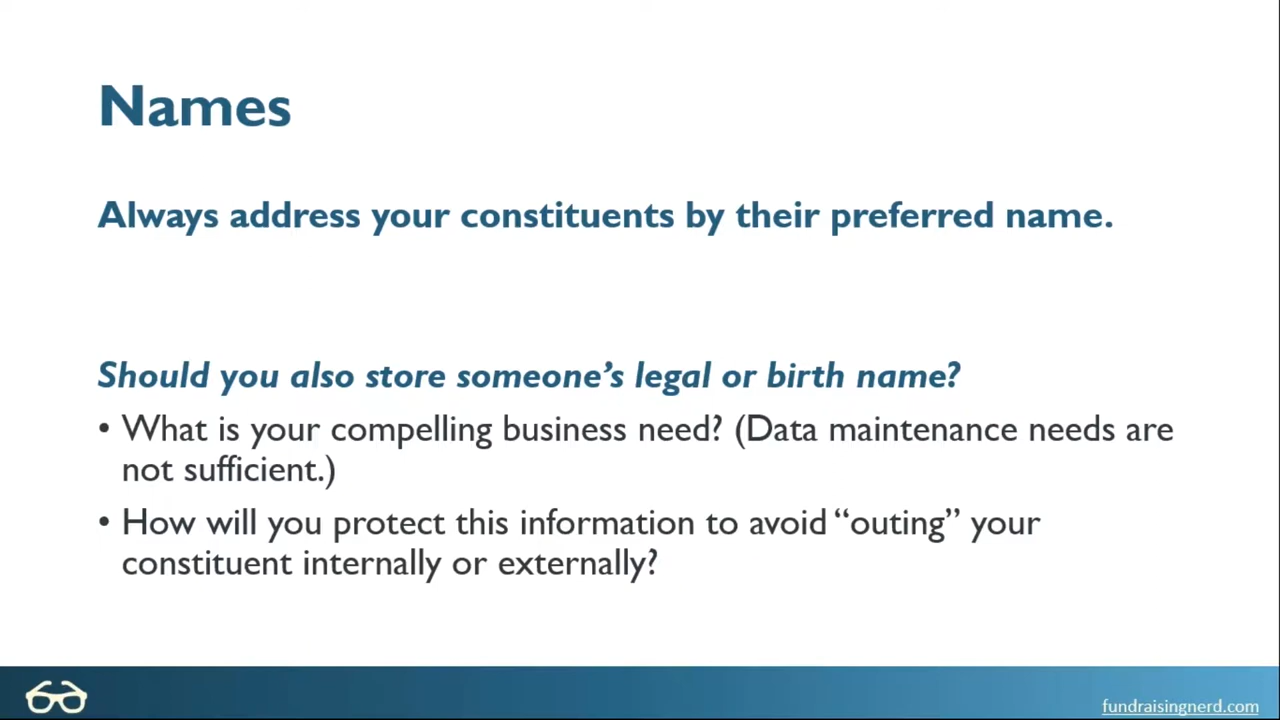 Names
Always address your constituents by their preferred name.
Should you also store someone’s legal or birth name?
• What is your compelling business need? (Data maintenance needs are
not sufficient.)
• How will you protect this information to avoid “outing” your
constituent internally or externally?
fundraisingnerd.com